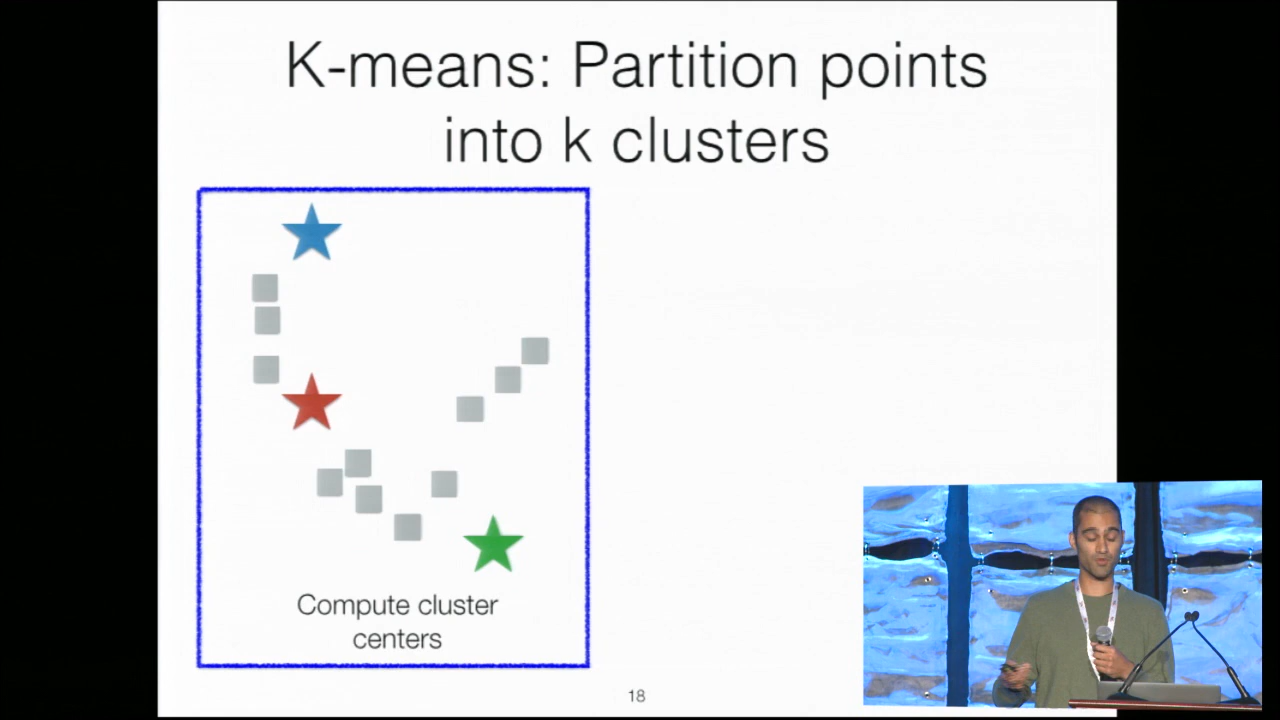 K-means: Partition points
into k clusters
Compute cluster
centers
18